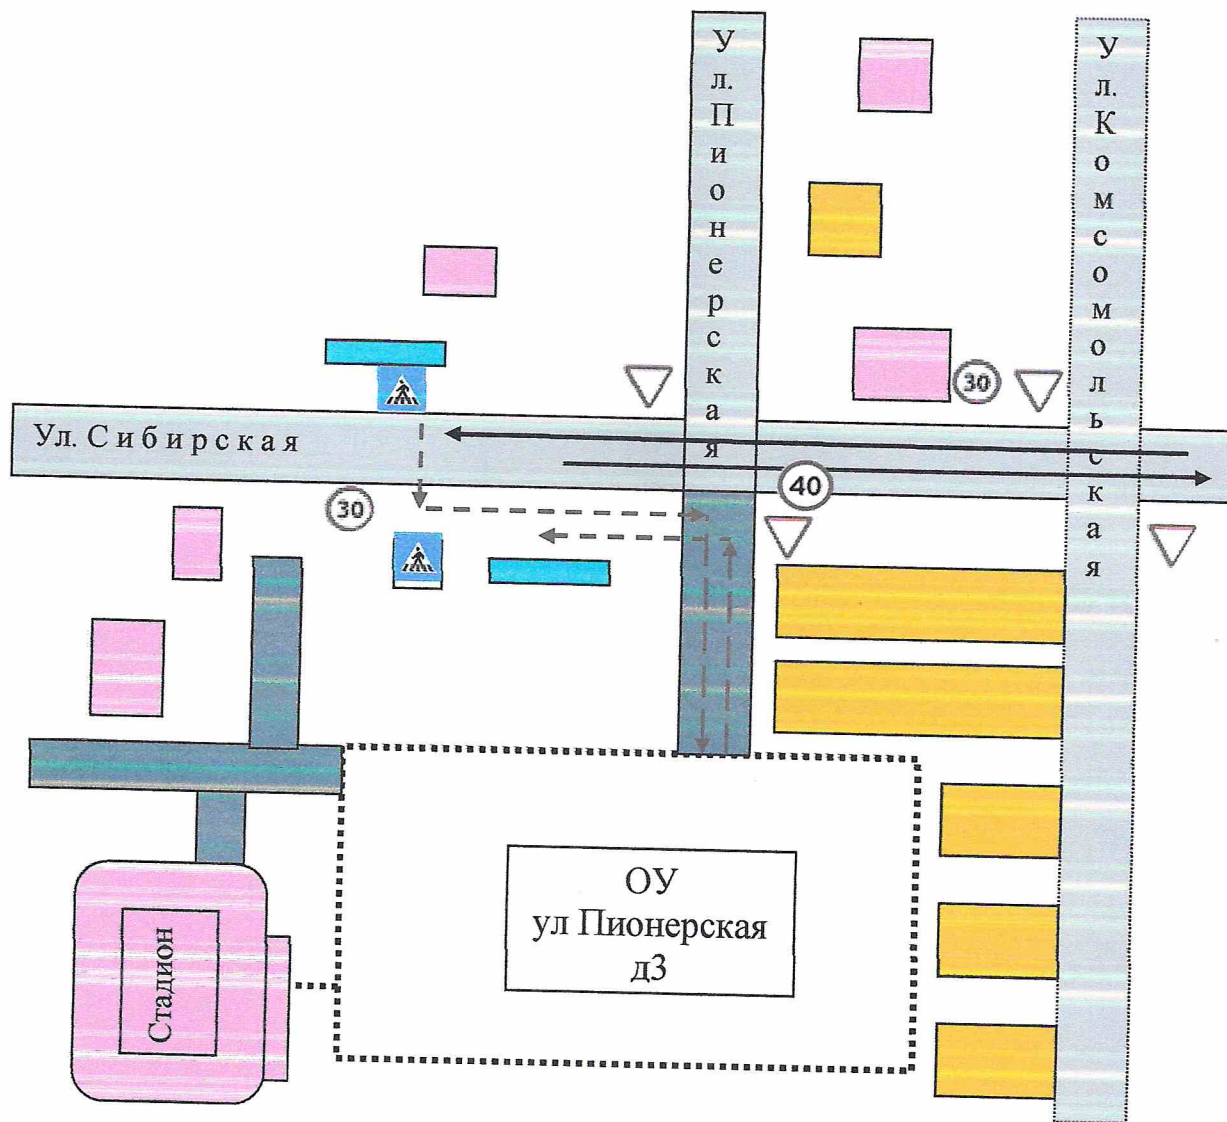 Ул. Пионерская
Ул. Комсомольская
30
Ул. Сибирская
40
30
ОУ
ул Пионерская
д3
Стадион